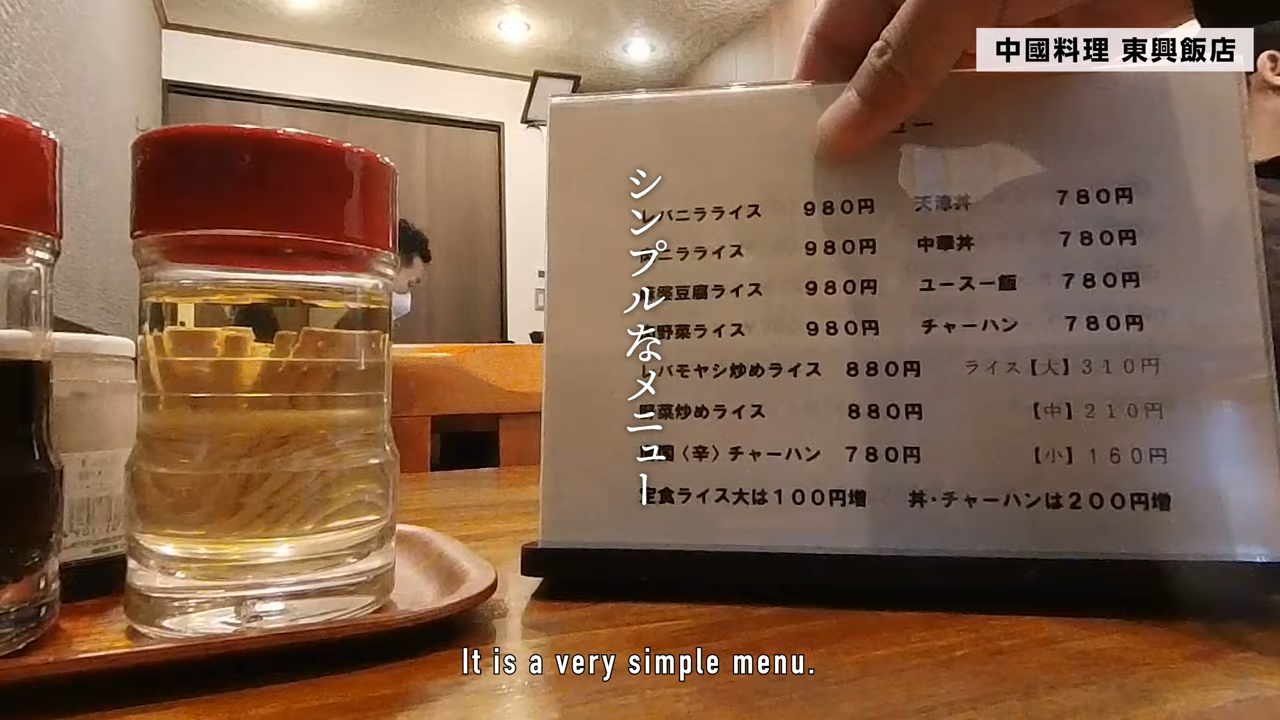 中國料理 東興飯店
ュー
シンプルなメニュー
レバニラライス 980円
ニラライス 980円
豆腐ライス 980円
野菜ライス 980円
レバモヤシ炒めライス 880円
野菜炒めライス 880円
〈辛〉チャーハン 780円
定食ライス大は100円増
天津丼 780円
中華丼 780円
ユースー飯 780円
チャーハン 780円
ライス【大】310円
【中】210円
【小】160円
丼・チャーハンは200円増
It is a very simple menu.